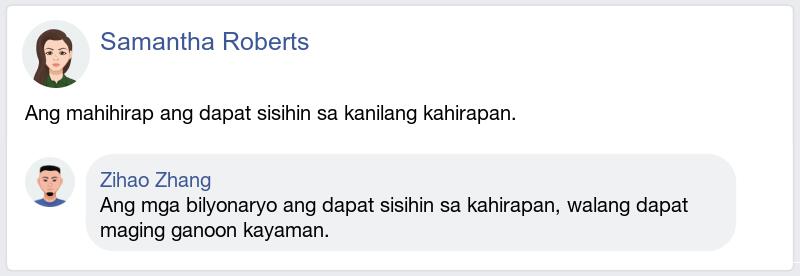 Samantha Roberts
Ang mahihirap ang dapat sisihin sa kanilang kahirapan.
Zihao Zhang
Ang mga bilyonaryo ang dapat sisihin sa kahirapan, walang dapat
maging ganoon kayaman.